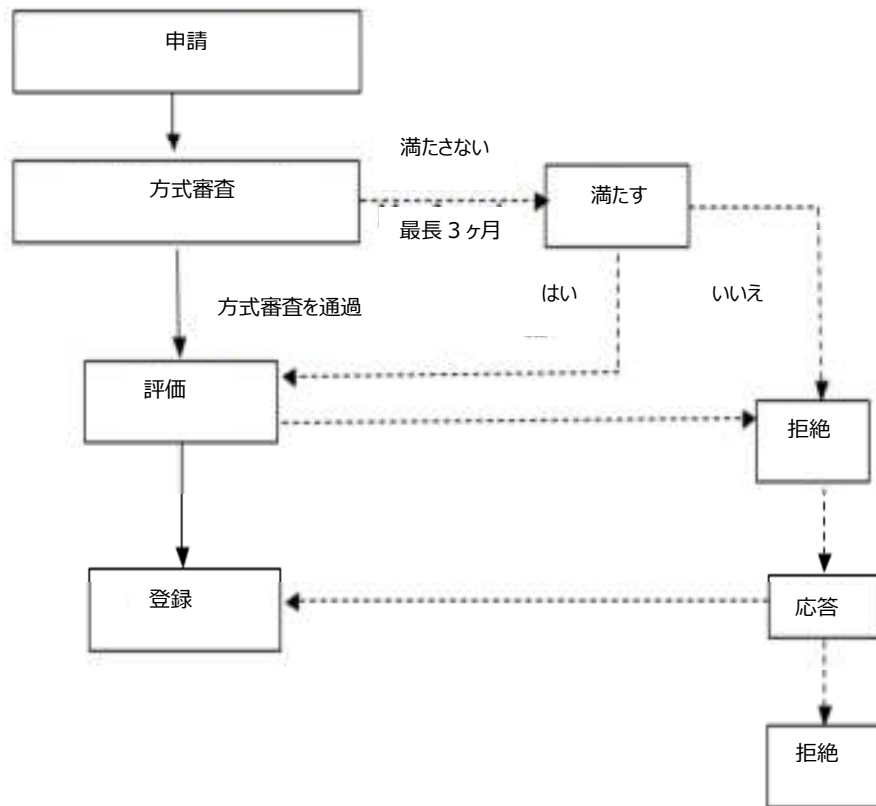 申請
満たさない
方式審査
満たす
最長3ヶ月
方式審査を通過
はい
いいえ
評価
拒絶
登録
応答
拒絶